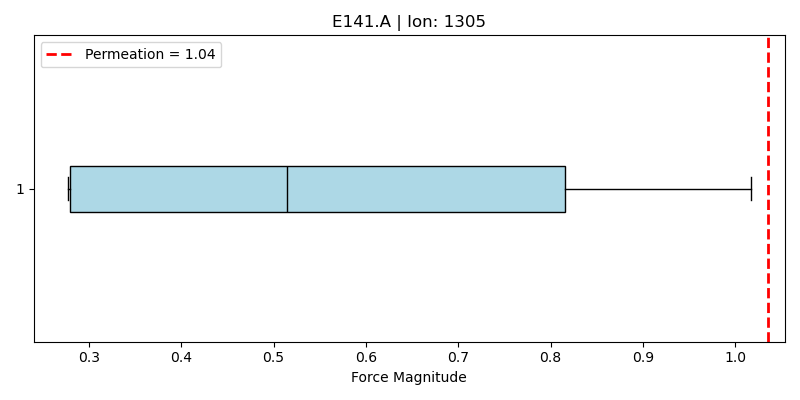 E141.A | Ion: 1305
Permeation = 1.04
1
0.3 0.4 0.5 0.6 0.7 0.8 0.9 1.0
Force Magnitude